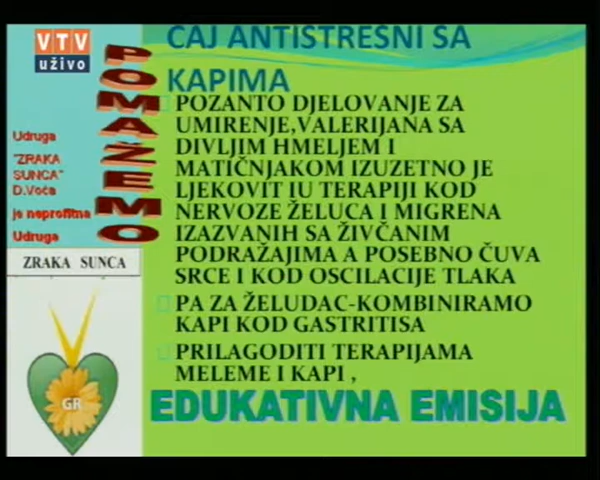 VTV
uživo
POMAŽEMO
Udruga
"ZRAKA
SUNCA"
D.Voća
je neprofitna
Udruga
ZRAKA SUNCA
GR
ČAJ ANTISTRESNI SA
KAPIMA
POZANTO DJELOVANJE ZA
UMIRENJE,VALERIJANA SA
DIVLJIM HMELJEM I
MATIČNJAKOM IZUZETNO JE
LJEKOVIT IU TERAPIJI KOD
NERVOZE ŽELUCA I MIGRENA
IZAZVANIH SA ŽIVČANIM
PODRAŽAJIMA A POSEBNO ČUVA
SRCE I KOD OSCILACIJE TLAKA
PA ZA ŽELUDAC-KOMBINIRAMO
KAPI KOD GASTRITISA
PRILAGODITI TERAPIJAMA
MELEME I KAPI ,
EDUKATIVNA EMISIJA